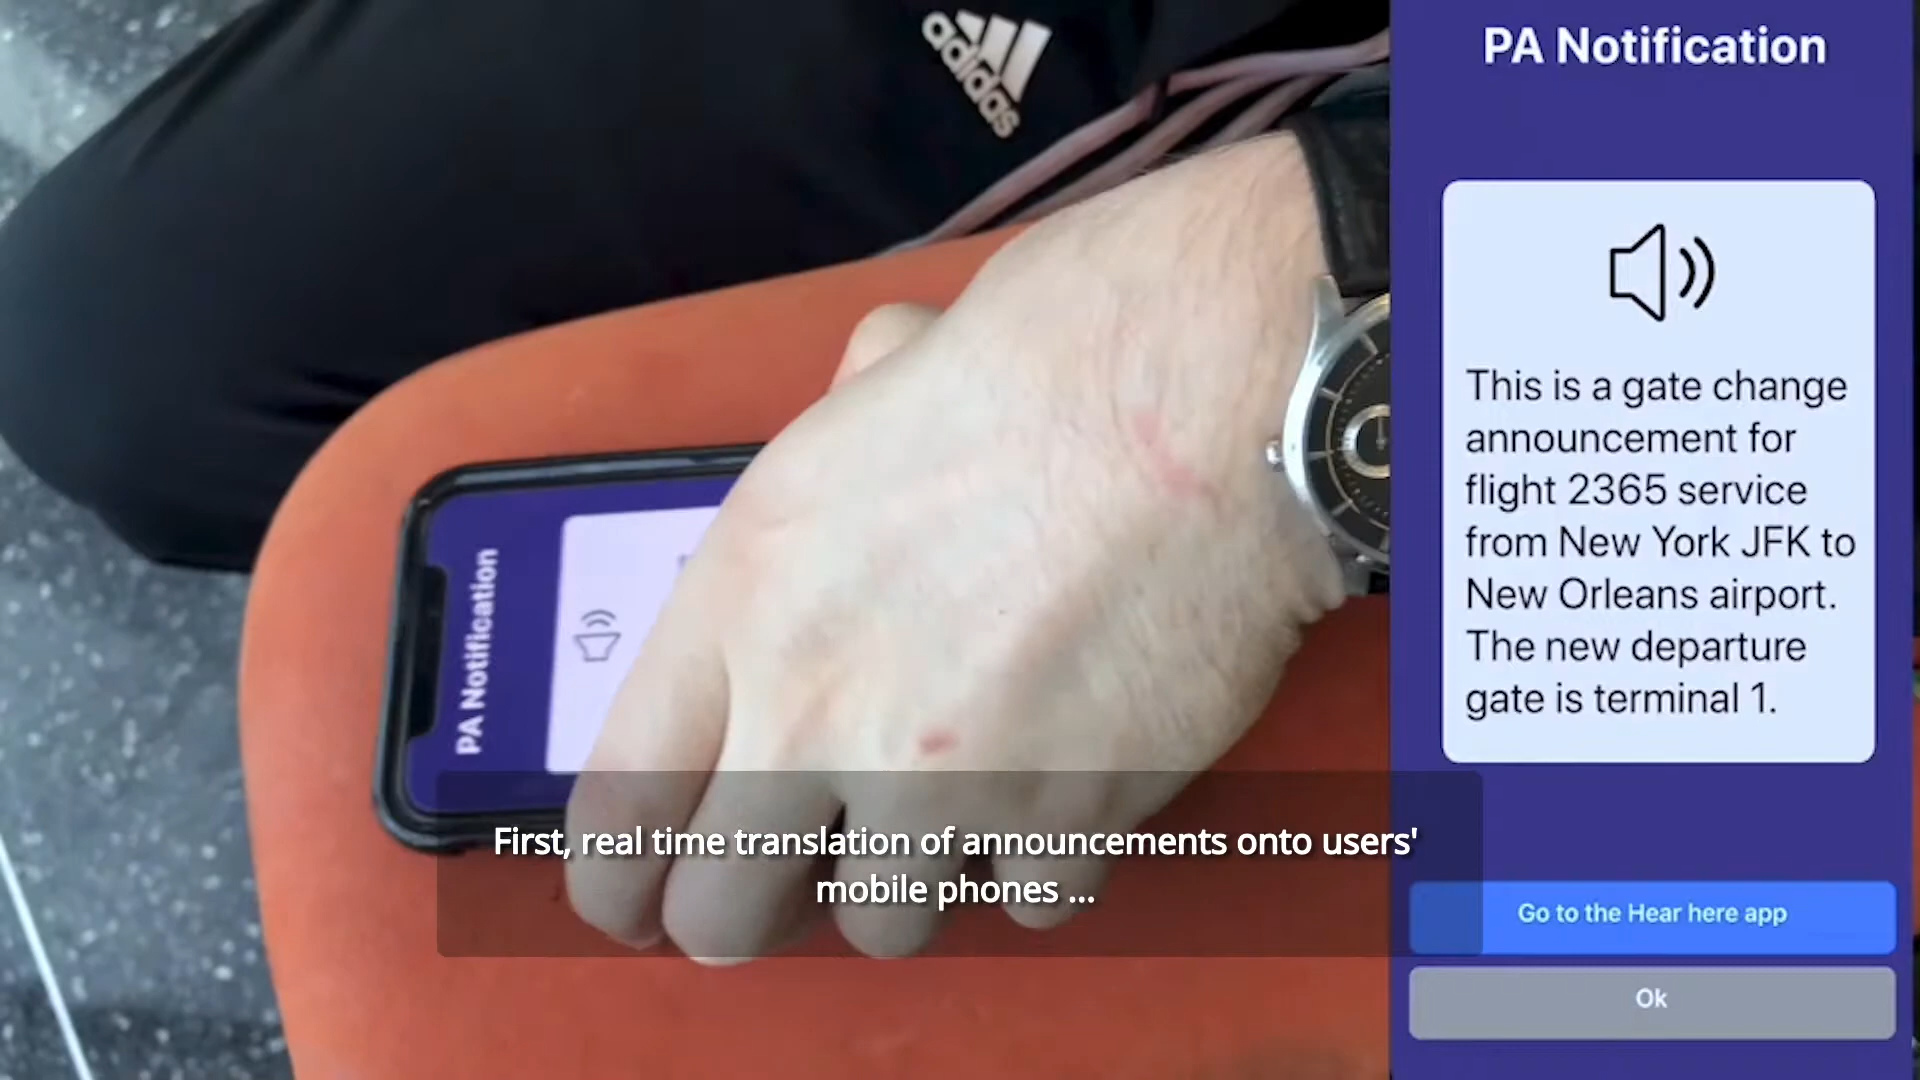 adidas
PA Notification
PA Notification
This is a gate change
announcement for
flight 2365 service
from New York JFK to
New Orleans airport.
The new departure
gate is terminal 1.
First, real time translation of announcements onto users'
mobile phones ...
Go to the Hear here app
Ok